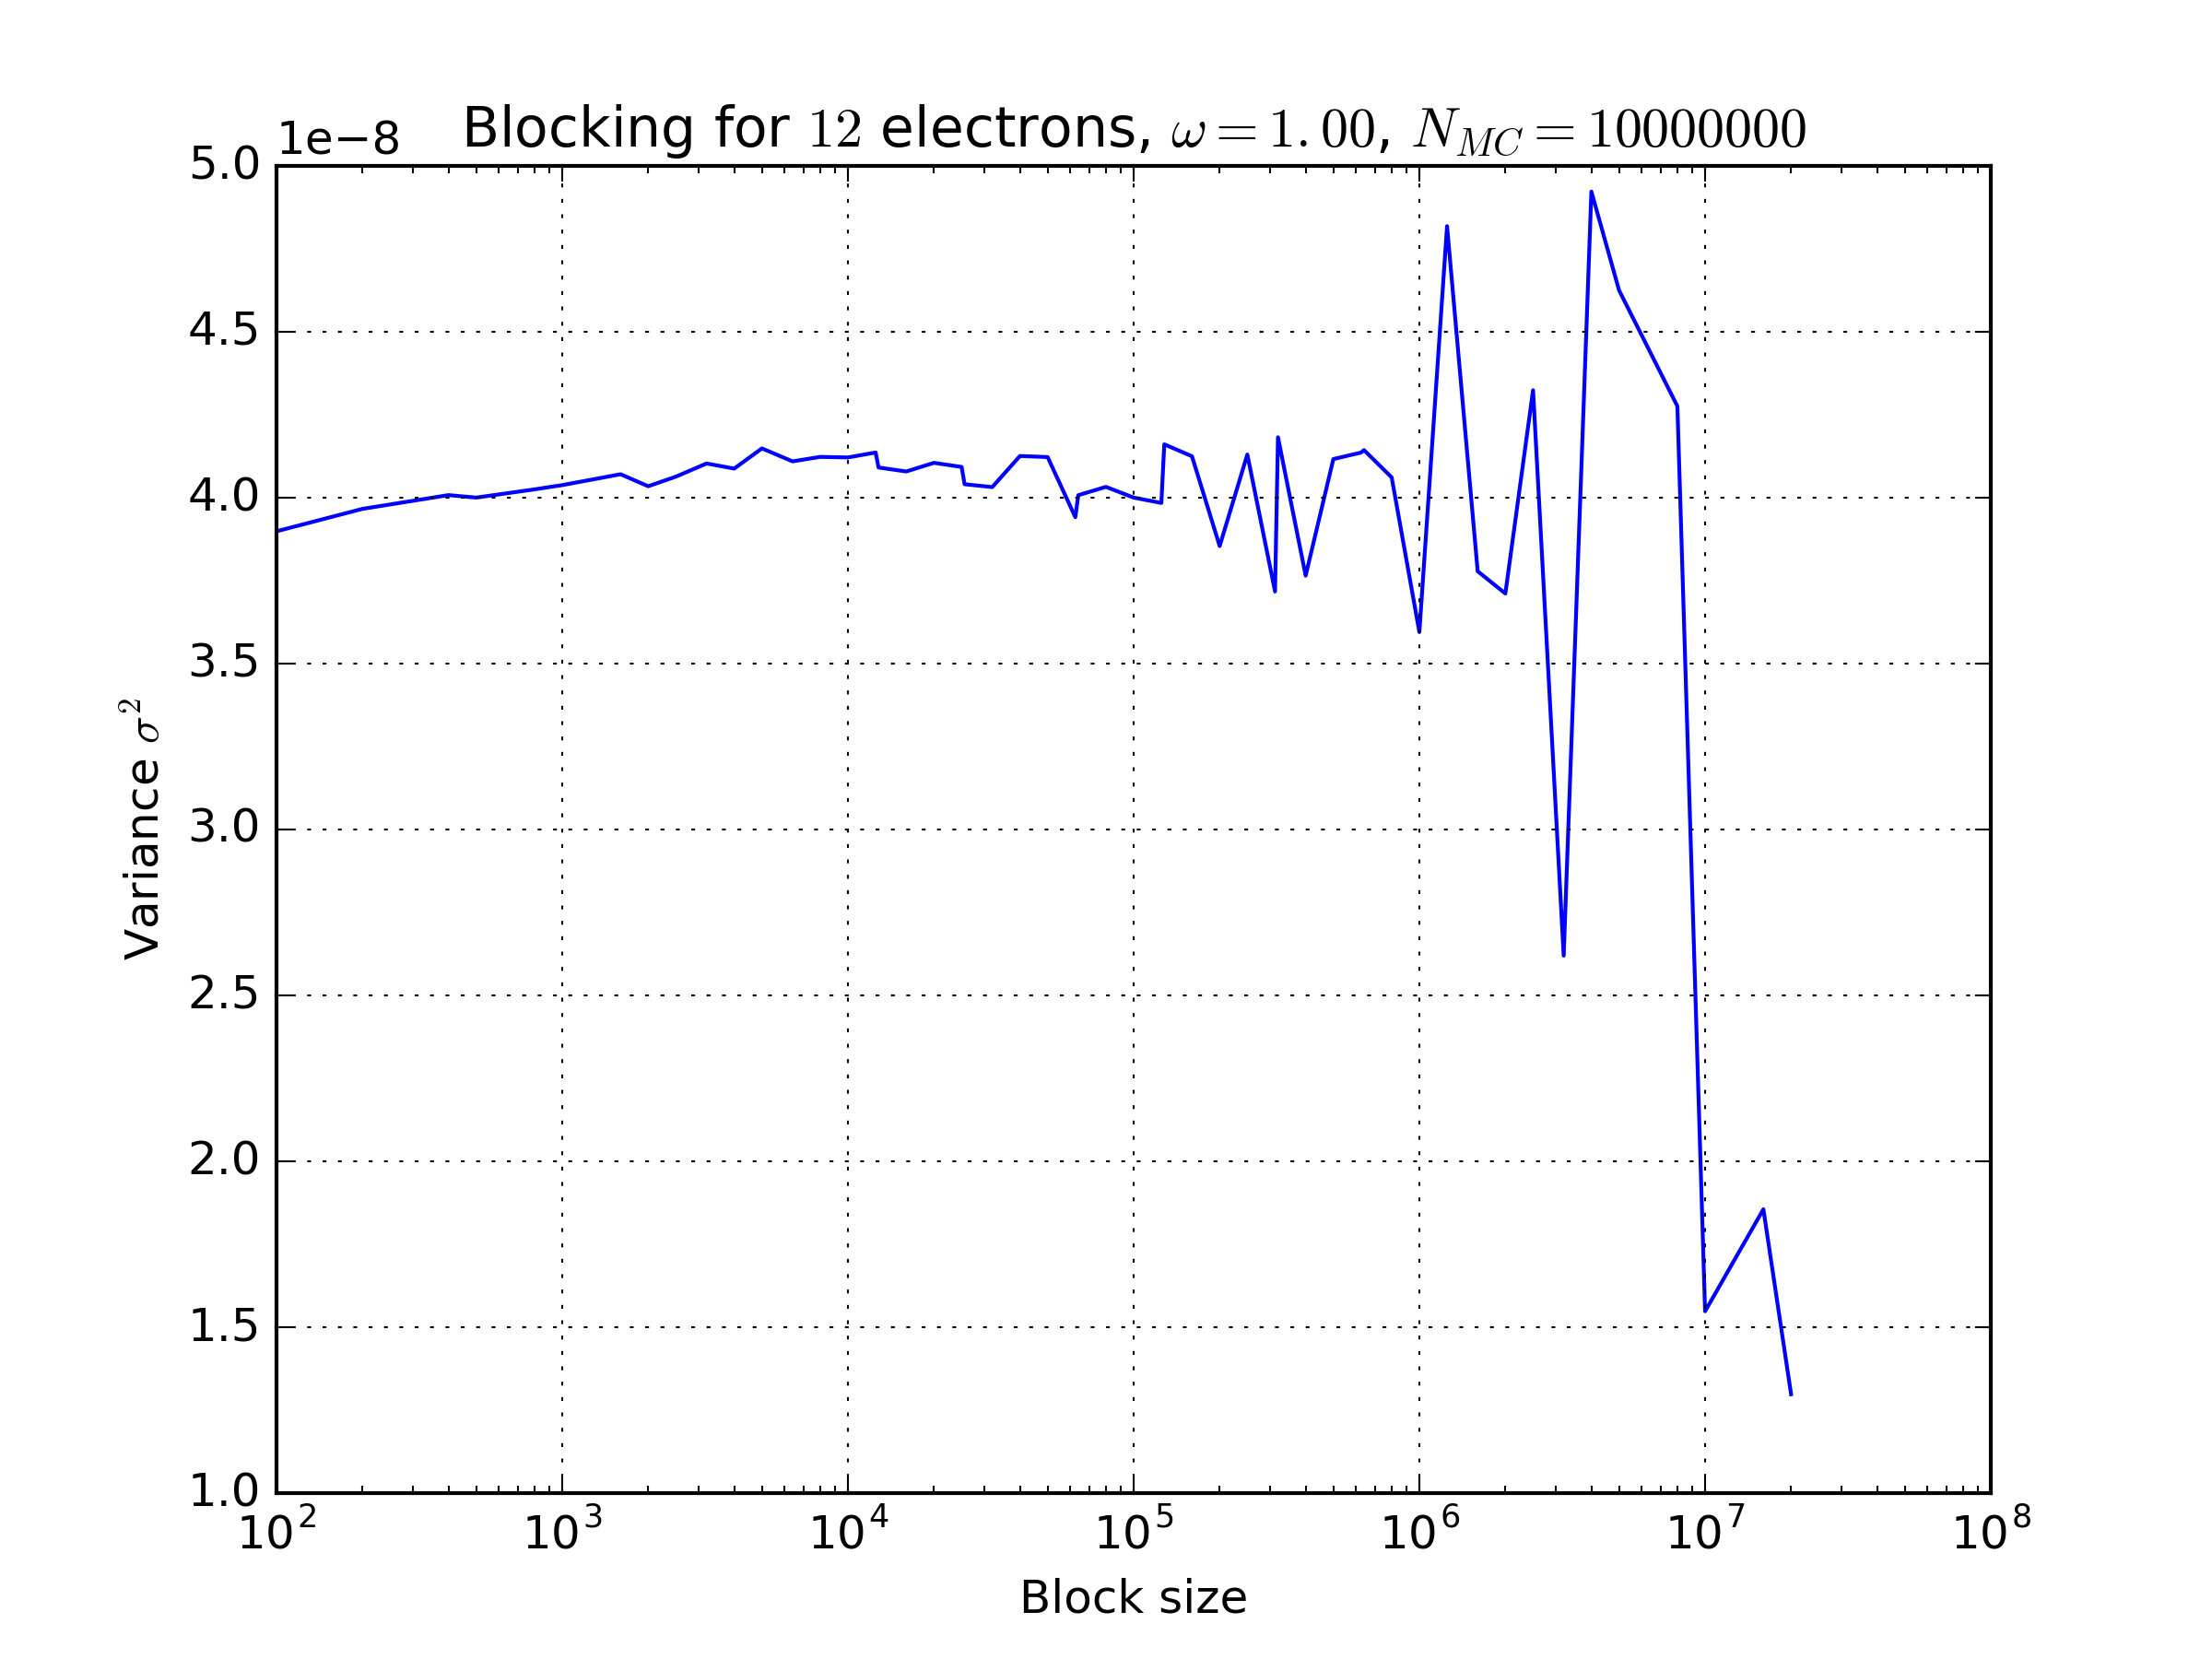 Blocking for 12 electrons, ω = 1.00, N_MC = 10000000
1e−8
5.0
4.5
4.0
3.5
3.0
2.5
2.0
1.5
1.0
Variance σ²
10² 10³ 10⁴ 10⁵ 10⁶ 10⁷ 10⁸
Block size